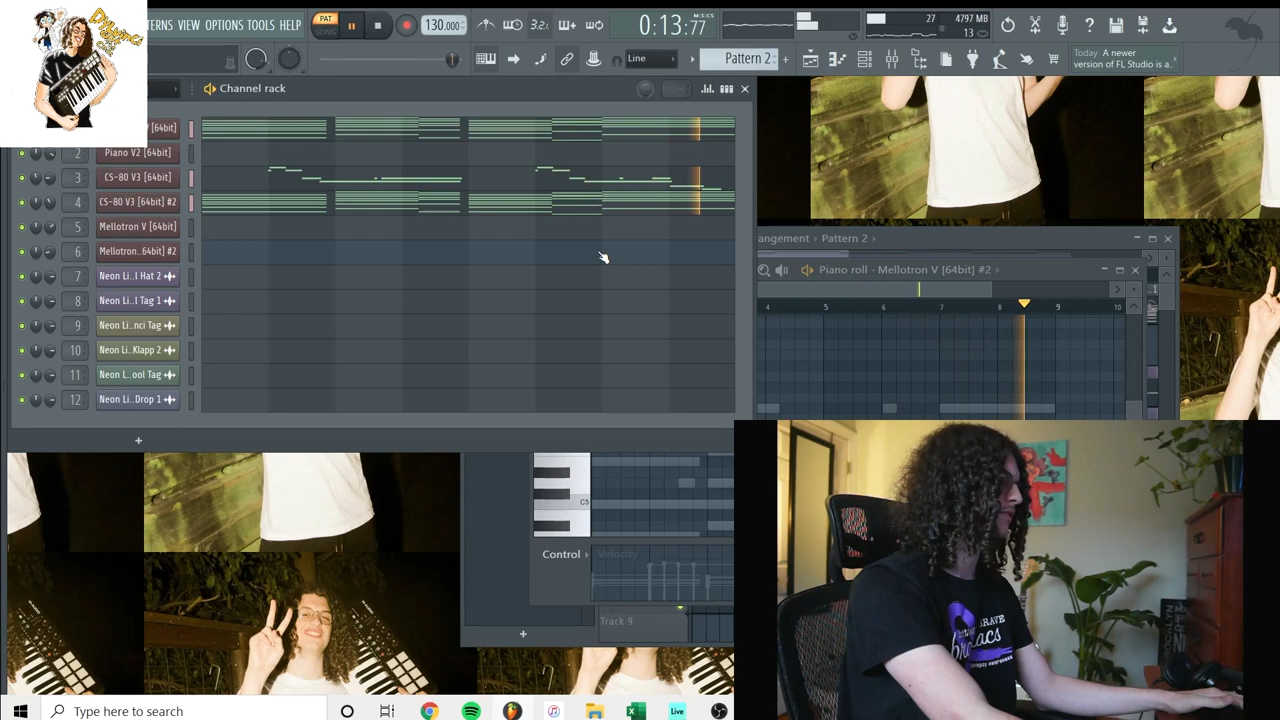 TERNS VIEW OPTIONS TOOLS HELP
PAT
SONG
130.000
3.2.
0:13:77
M:S:CS
27
4797 MB
13
Line
Pattern 2
Today A newer
version of FL Studio is a..
Channel rack
[64bit]
2 Piano V2 [64bit]
3 CS-80 V3 [64bit]
4 CS-80 V3 [64bit] #2
5 Mellotron V [64bit]
6 Mellotron..64bit] #2
7 Neon Li..l Hat 2
8 Neon Li..l Tag 1
9 Neon Li..nci Tag
10 Neon Li..Klapp 2
11 Neon L..ool Tag
12 Neon Li..Drop 1
+
angement Pattern 2
Piano roll - Mellotron V [64bit] #2
4 5 6 7 8 9 10
C5
Control Velocity
Track 9
+
BRAVE
Type here to search
Live